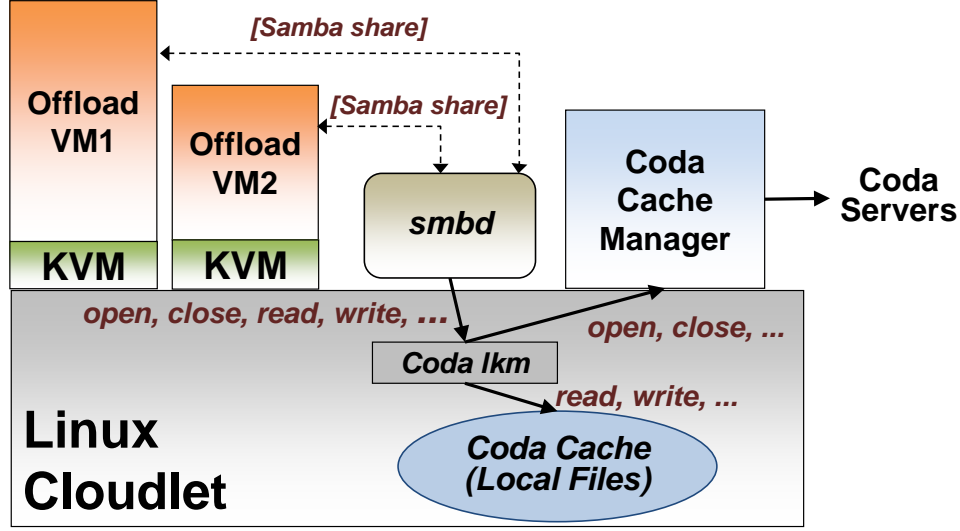 [Samba share]
Offload
VM1
[Samba share]
Offload
VM2
Coda
Cache
Manager
Coda
Servers
smbd
KVM
KVM
open, close, read, write, ...
open, close, ...
Coda lkm
read, write, ...
Linux
Cloudlet
Coda Cache
(Local Files)